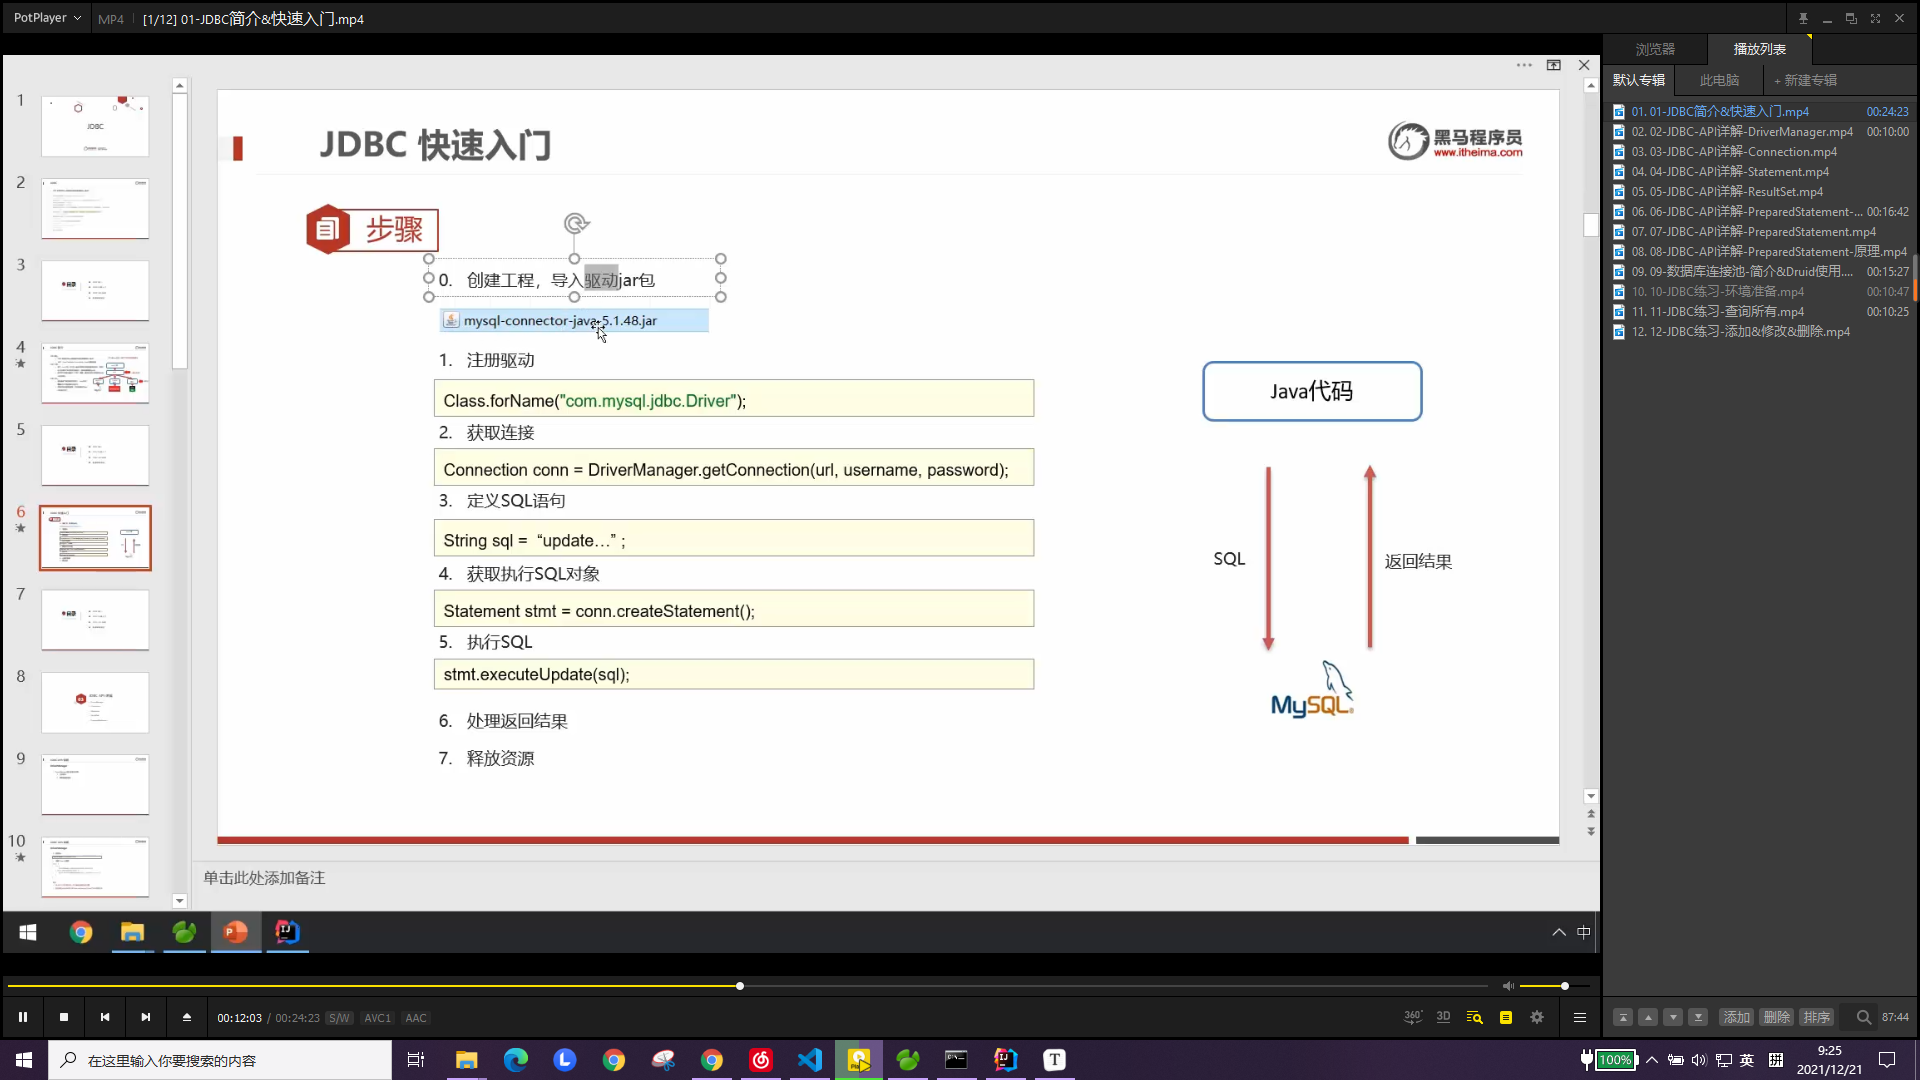 PotPlayer
MP4
[1/12] 01-JDBC简介&快速入门.mp4
浏览器
播放列表
默认专辑
此电脑
+ 新建专辑
01. 01-JDBC简介&快速入门.mp4 00:24:23
02. 02-JDBC-API详解-DriverManager.mp4 00:10:00
03. 03-JDBC-API详解-Connection.mp4
04. 04-JDBC-API详解-Statement.mp4
05. 05-JDBC-API详解-ResultSet.mp4
06. 06-JDBC-API详解-PreparedStatement-... 00:16:42
07. 07-JDBC-API详解-PreparedStatement.mp4
08. 08-JDBC-API详解-PreparedStatement-原理.mp4
09. 09-数据库连接池-简介&Druid使用.... 00:15:27
10. 10-JDBC练习-环境准备.mp4 00:10:47
11. 11-JDBC练习-查询所有.mp4 00:10:25
12. 12-JDBC练习-添加&修改&删除.mp4
1
JDBC
2
3
4
5
6
7
8
9
10
JDBC 快速入门
黑马程序员
www.itheima.com
步骤
0. 创建工程，导入驱动jar包
mysql-connector-java-5.1.48.jar
1. 注册驱动
Class.forName("com.mysql.jdbc.Driver");
2. 获取连接
Connection conn = DriverManager.getConnection(url, username, password);
3. 定义SQL语句
String sql = “update…” ;
4. 获取执行SQL对象
Statement stmt = conn.createStatement();
5. 执行SQL
stmt.executeUpdate(sql);
6. 处理返回结果
7. 释放资源
Java代码
SQL
返回结果
MySQL
单击此处添加备注
中
00:12:03 / 00:24:23 S/W AVC1 AAC
360°
3D
添加
删除
排序
87:44
在这里输入你要搜索的内容
100%
英
拼
9:25
2021/12/21